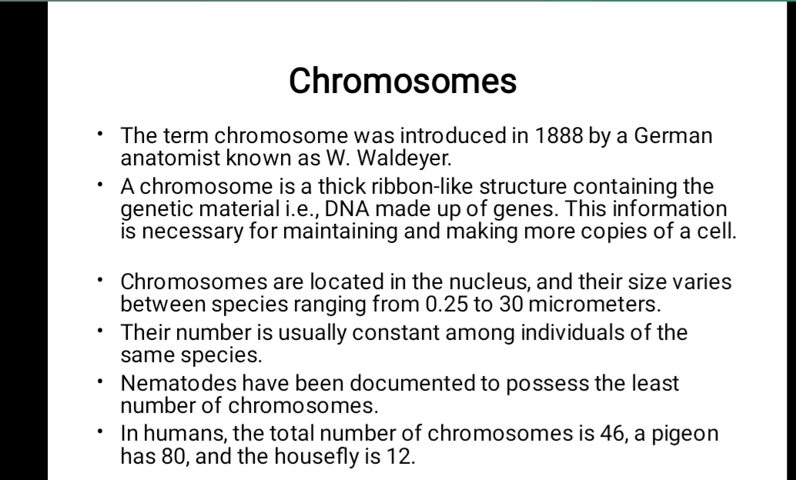 Chromosomes
• The term chromosome was introduced in 1888 by a German
anatomist known as W. Waldeyer.
• A chromosome is a thick ribbon-like structure containing the
genetic material i.e., DNA made up of genes. This information
is necessary for maintaining and making more copies of a cell.
• Chromosomes are located in the nucleus, and their size varies
between species ranging from 0.25 to 30 micrometers.
• Their number is usually constant among individuals of the
same species.
• Nematodes have been documented to possess the least
number of chromosomes.
• In humans, the total number of chromosomes is 46, a pigeon
has 80, and the housefly is 12.